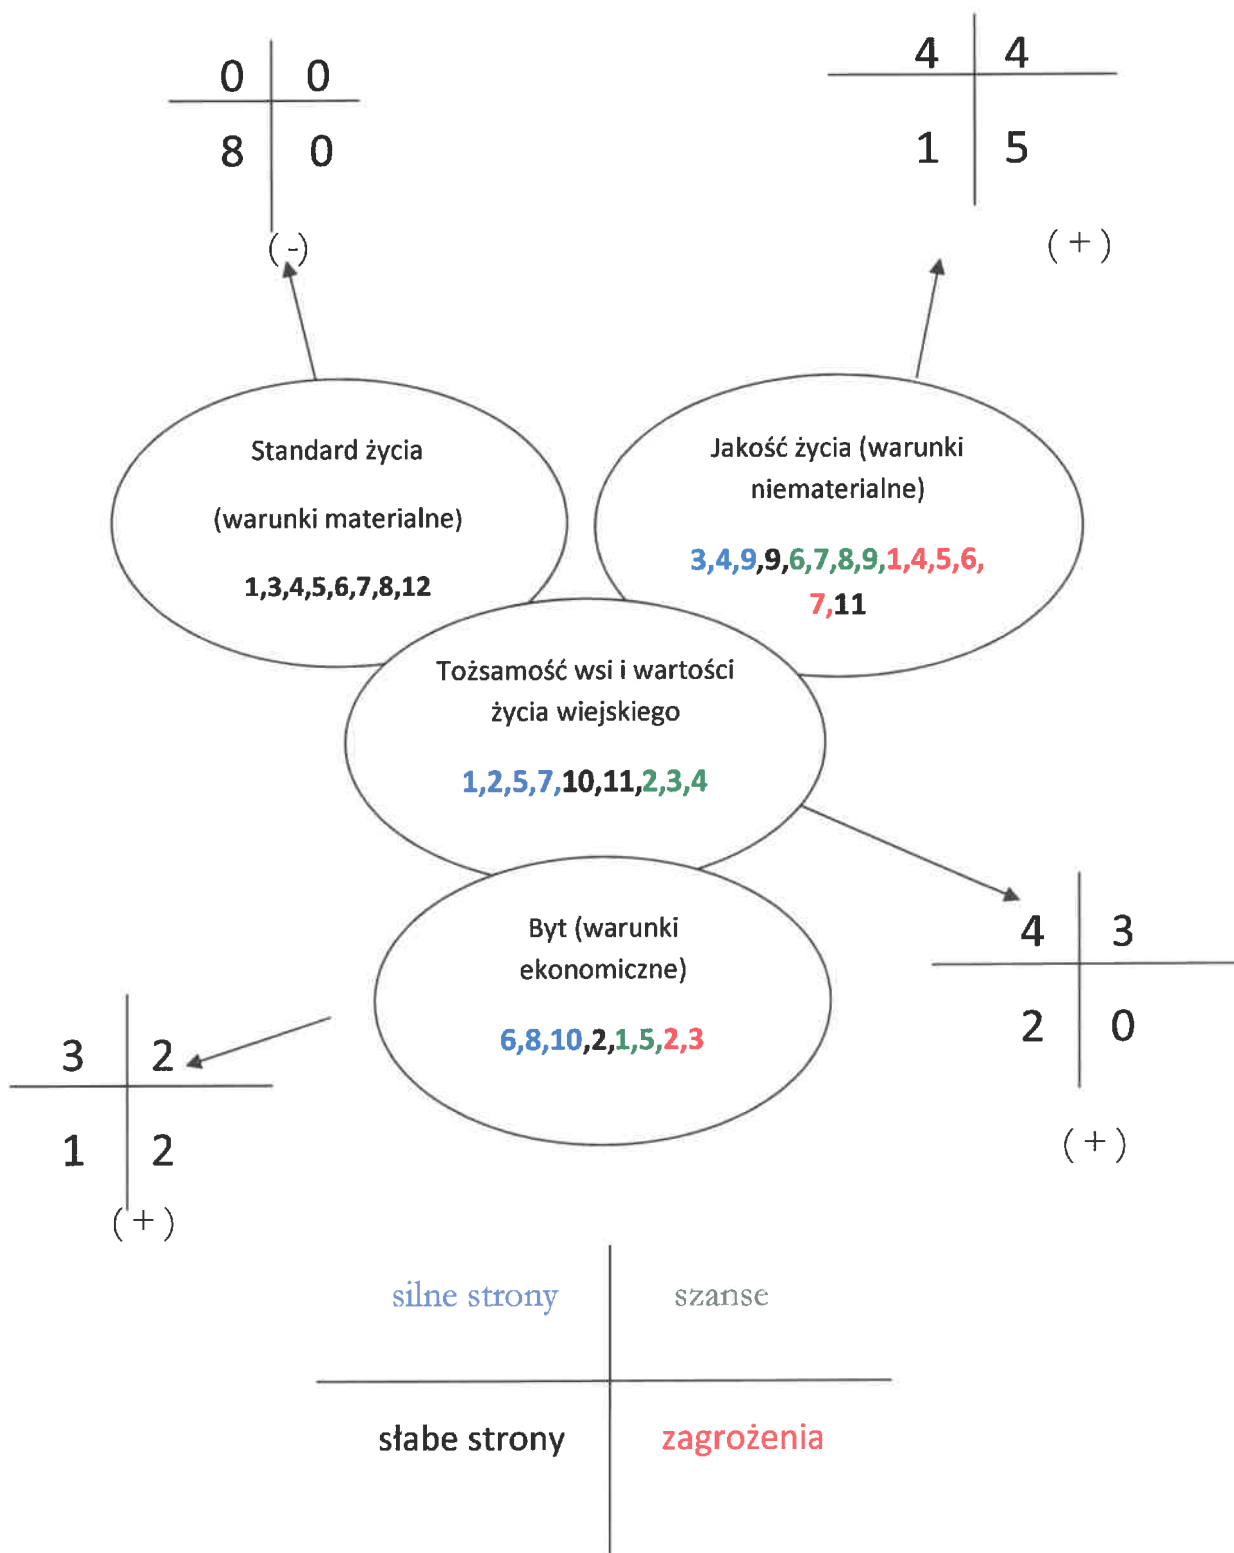 0 0
8 0
(-)
4 4
1 5
(+)
Standard życia
(warunki materialne)
1,3,4,5,6,7,8,12
Jakość życia (warunki
niematerialne)
3,4,9,9,6,7,8,9,1,4,5,6,
7,11
Tożsamość wsi i wartości
życia wiejskiego
1,2,5,7,10,11,2,3,4
Byt (warunki
ekonomiczne)
6,8,10,2,1,5,2,3
4 3
2 0
(+)
3 2
1 2
(+)
silne strony szanse
słabe strony zagrożenia